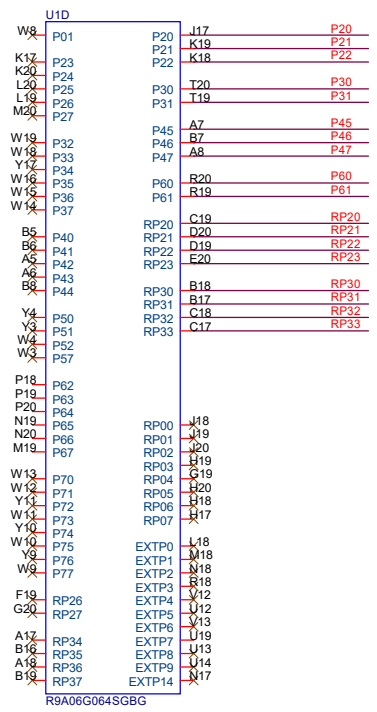 U1D
W8 P01 P20 J17 P20
P21 K19 P21
K17 P23 P22 K18 P22
K20 P24
L20 P25 P30 T20 P30
L19 P26 P31 T19 P31
M20 P27
P45 A7 P45
W19 P32 P46 B7 P46
W18 P33 P47 A8 P47
Y17 P34
W16 P35 P60 R20 P60
W15 P36 P61 R19 P61
W14 P37
RP20 C19 RP20
B5 P40 RP21 D20 RP21
B6 P41 RP22 D19 RP22
A5 P42 RP23 E20 RP23
A6 P43
B8 P44 RP30 B18 RP30
RP31 B17 RP31
Y4 P50 RP32 C18 RP32
Y3 P51 RP33 C17 RP33
W4 P52
W3 P57
P18 P62
P19 P63
P20 P64
N19 P65 RP00 J18
N20 P66 RP01 J19
M19 P67 RP02 J20
RP03 H19
W13 P70 RP04 G19
W12 P71 RP05 H20
Y11 P72 RP06 H18
W11 P73 RP07 H17
Y10 P74
W10 P75 EXTP0 L18
Y9 P76 EXTP1 M18
W9 P77 EXTP2 N18
EXTP3 R18
F19 RP26 EXTP4 V12
G20 RP27 EXTP5 U12
EXTP6 V13
A17 RP34 EXTP7 U19
B16 RP35 EXTP8 U13
A18 RP36 EXTP9 U14
B19 RP37 EXTP14 N17
R9A06G064SGBG